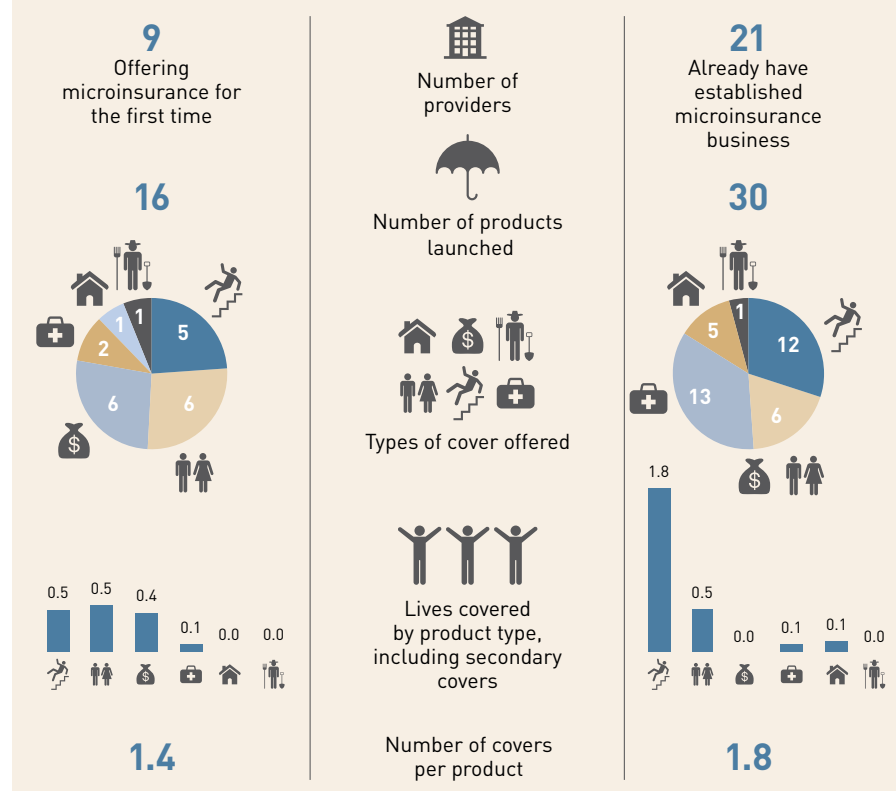 9
Offering
microinsurance for
the first time
Number of
providers
21
Already have
established
microinsurance
business
16
Number of products
launched
30
1
1
5
2
6
6
$
$
Types of cover offered
1
5
12
13
6
$
0.5
0.5
0.4
0.1
0.0
0.0
$
Lives covered
by product type,
including secondary
covers
1.8
0.5
0.0
0.1
0.1
0.0
$
1.4
Number of covers
per product
1.8